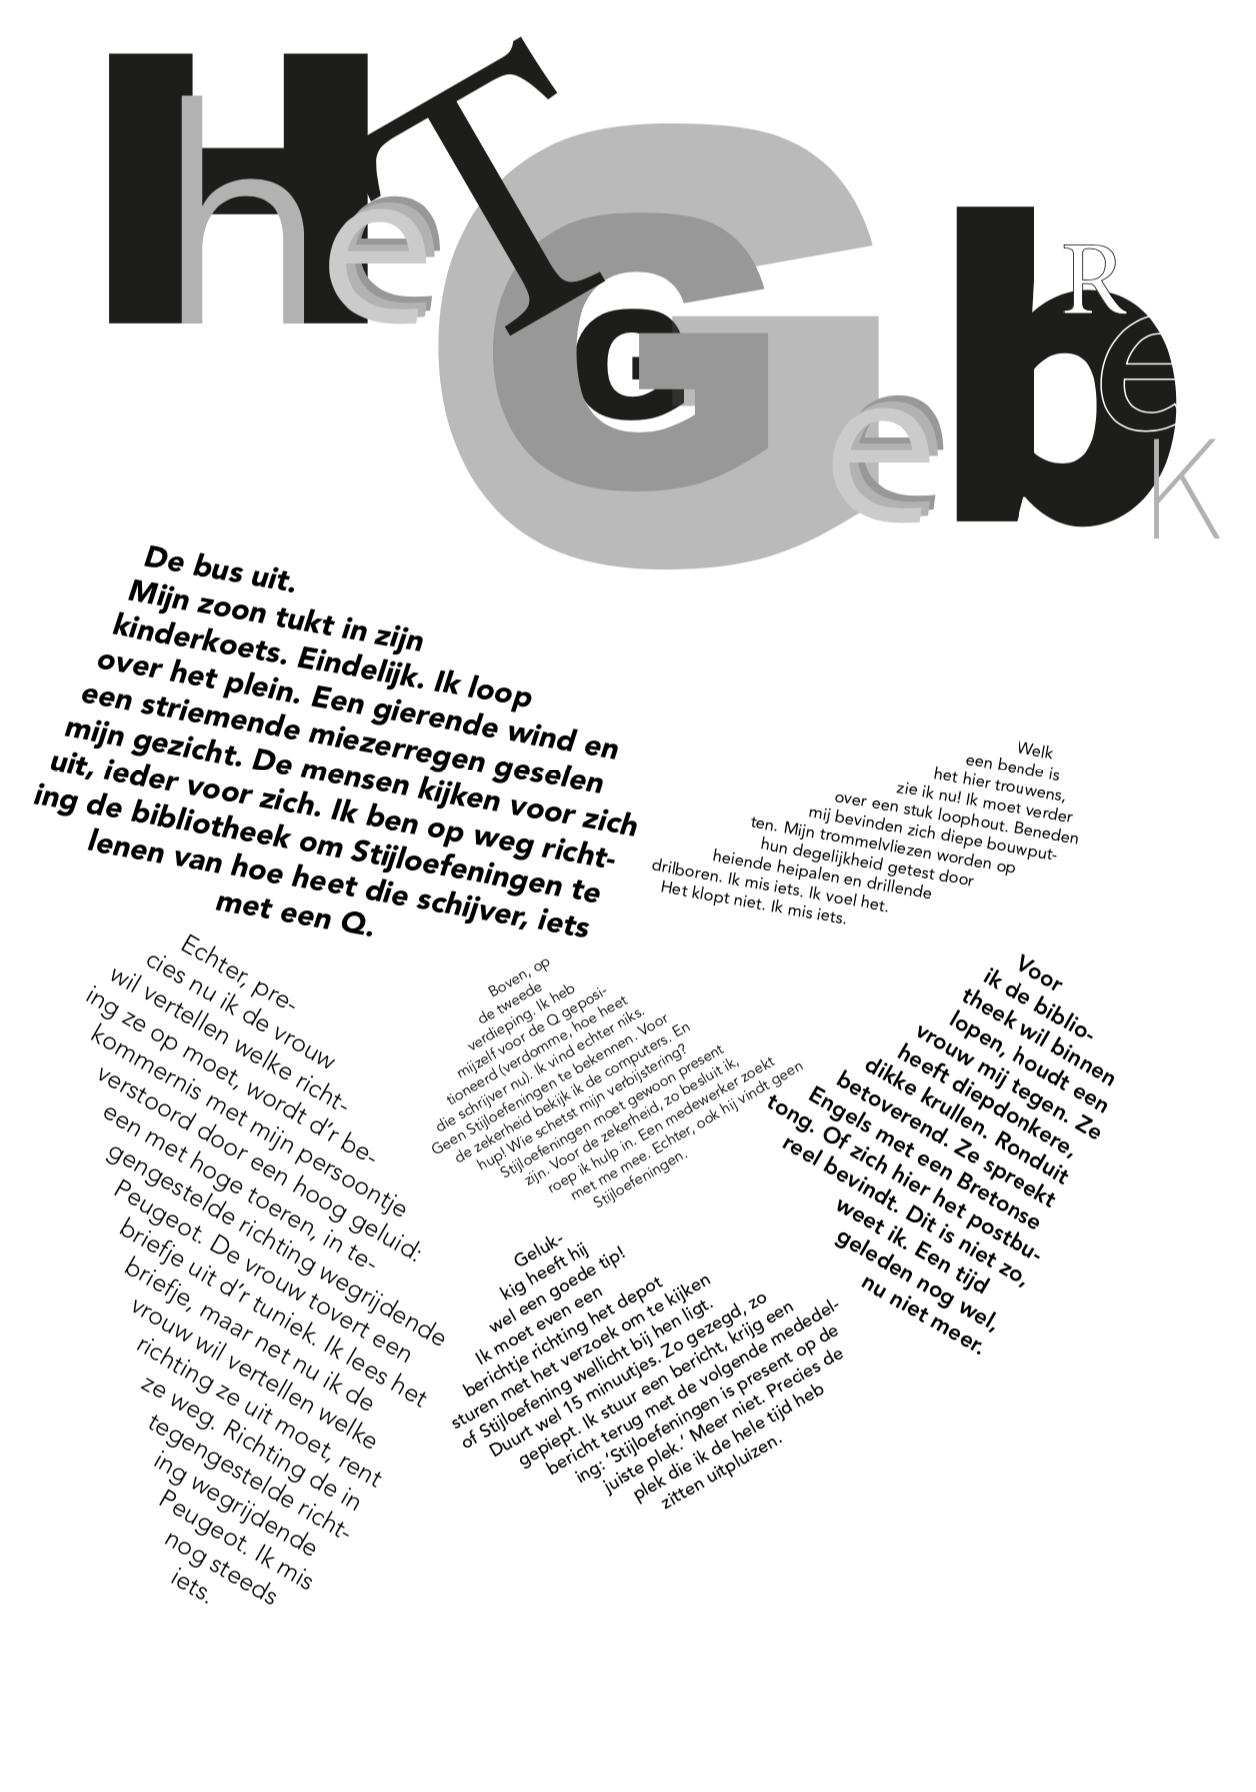 HeT
he
GGG
Gebrek
De bus uit.
Mijn zoon tukt in zijn
kinderkoets. Eindelijk. Ik loop
over het plein. Een gierende wind en
een striemende miezerregen geselen
mijn gezicht. De mensen kijken voor zich
uit, ieder voor zich. Ik ben op weg richt-
ing de bibliotheek om Stijloefeningen te
lenen van hoe heet die schijver, iets
met een Q.
Welk
een bende is
het hier trouwens,
zie ik nu! Ik moet verder
over een stuk loophout. Beneden
mij bevinden zich diepe bouwput-
ten. Mijn trommelvliezen worden op
hun degelijkheid getest door
heiende heipalen en drillende
drilboren. Ik mis iets. Ik voel het.
Het klopt niet. Ik mis iets.
Voor
ik de biblio-
theek wil binnen
lopen, houdt een
vrouw mij tegen. Ze
heeft diepdonkere,
dikke krullen. Ronduit
betoverend. Ze spreekt
Engels met een Bretonse
tong. Of zich hier het postbu-
reel bevindt. Dit is niet zo,
weet ik. Een tijd
geleden nog wel,
nu niet meer.
Echter, pre-
cies nu ik de vrouw
wil vertellen welke richt-
ing ze op moet, wordt d’r be-
kommernis met mijn persoontje
verstoord door een hoog geluid:
een met hoge toeren, in te-
gengestelde richting wegrijdende
Peugeot. De vrouw tovert een
briefje uit d’r tuniek. Ik lees het
briefje, maar net nu ik de
vrouw wil vertellen welke
richting ze uit moet, rent
ze weg. Richting de in
tegengestelde richt-
ing wegrijdende
Peugeot. Ik mis
nog steeds
iets.
Boven, op
de tweede
verdieping. Ik heb
mijzelf voor de Q geposi-
tioneerd (verdomme, hoe heet
die schrijver nu). Ik vind echter niks.
Geen Stijloefeningen te bekennen. Voor
de zekerheid bekijk ik de computers. En
hup! Wie schetst mijn verbijstering?
Stijloefeningen moet gewoon present
zijn. Voor de zekerheid, zo besluit ik,
roep ik hulp in. Een medewerker zoekt
met me mee. Echter, ook hij vindt geen
Stijloefeningen.
Geluk-
kig heeft hij
wel een goede tip!
Ik moet even een
berichtje richting het depot
sturen met het verzoek om te kijken
of Stijloefening wellicht bij hen ligt.
Duurt wel 15 minuutjes. Zo gezegd, zo
gepiept. Ik stuur een bericht, krijg een
bericht terug met de volgende mededel-
ing: ‘Stijloefeningen is present op de
juiste plek.’ Meer niet. Precies de
plek die ik de hele tijd heb
zitten uitpluizen.